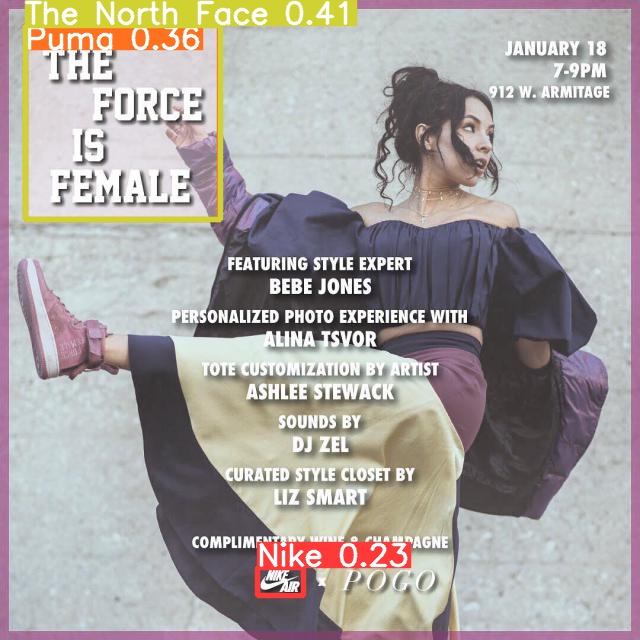 The North Face 0.41
Puma 0.36
THE
FORCE
IS
FEMALE
JANUARY 18
7-9PM
912 W. ARMITAGE
FEATURING STYLE EXPERT
BEBE JONES
PERSONALIZED PHOTO EXPERIENCE WITH
ALINA TSVOR
TOTE CUSTOMIZATION BY ARTIST
ASHLEE STEWACK
SOUNDS BY
DJ ZEL
CURATED STYLE CLOSET BY
LIZ SMART
COMPLIMENTARY WINE & CHAMPAGNE
Nike 0.23
NIKE AIR x POGO